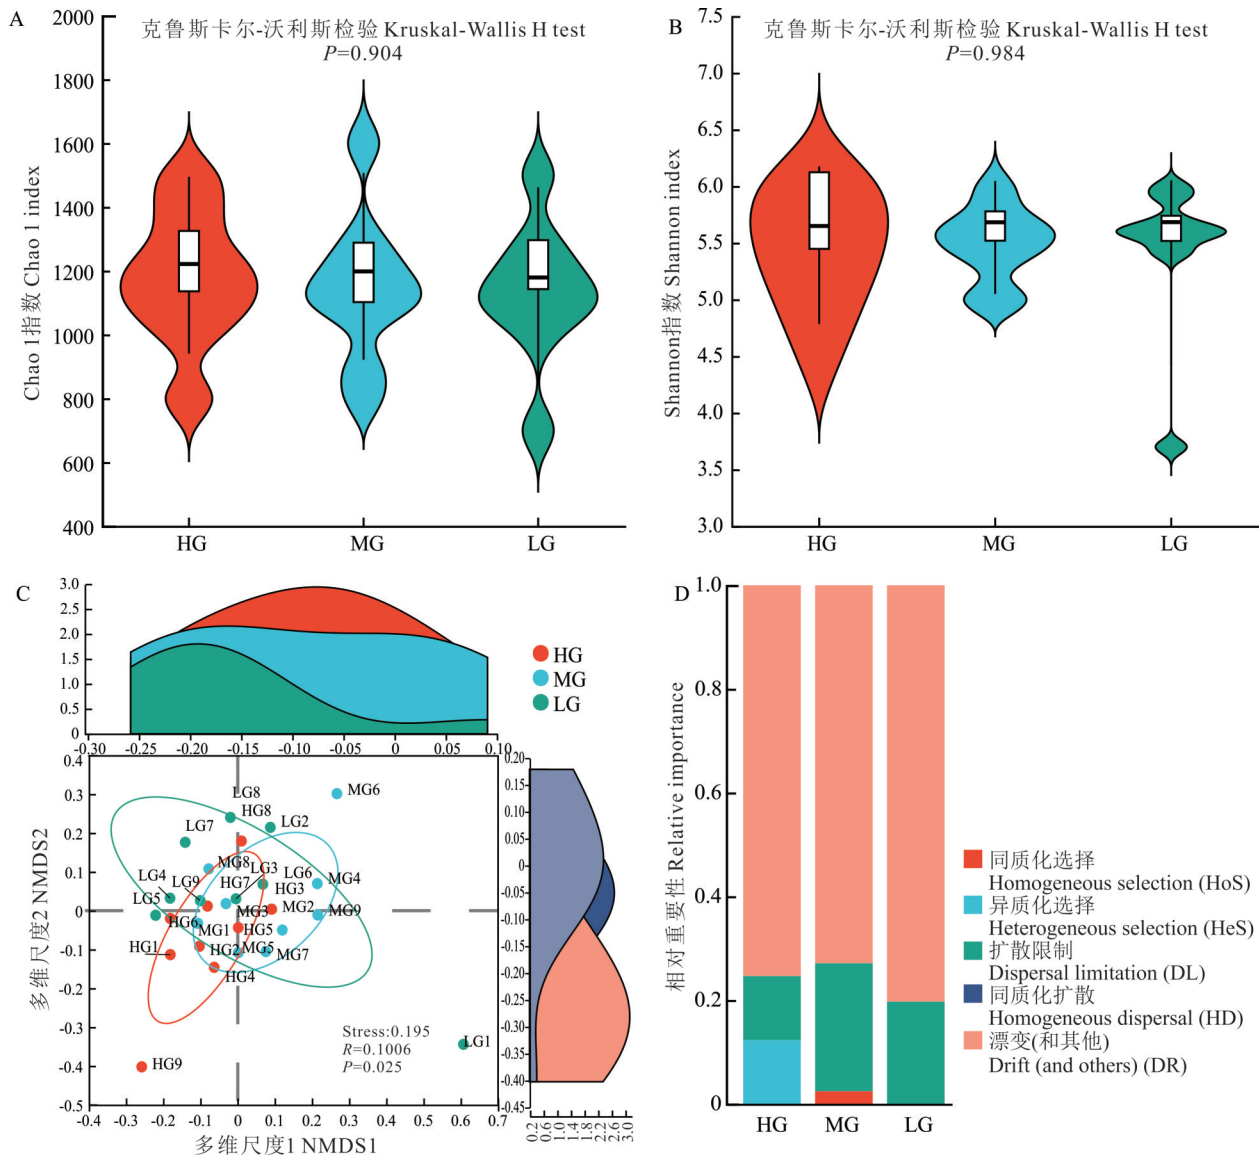 A
克鲁斯卡尔-沃利斯检验 Kruskal-Wallis H test
P=0.904
Chao 1指数 Chao 1 index
2000
1800
1600
1400
1200
1000
800
600
400
HG MG LG
B
克鲁斯卡尔-沃利斯检验 Kruskal-Wallis H test
P=0.984
Shannon指数 Shannon index
7.5
7.0
6.5
6.0
5.5
5.0
4.5
4.0
3.5
3.0
HG MG LG
C
3.0
2.5
2.0
1.5
1.0
0.5
0
-0.30 -0.25 -0.20 -0.15 -0.10 -0.05 0 0.05 0.10
HG
MG
LG
多维尺度2 NMDS2
0.4
0.3
0.2
0.1
0
-0.1
-0.2
-0.3
-0.4
-0.5
MG6
LG8
HG8
LG2
LG7
MG8
LG3
LG4
LG9
HG7
LG6
MG4
HG3
LG5
MG3
MG2
MG9
HG6
MG1
HG5
HG1
HG2
MG5
MG7
HG4
LG1
HG9
Stress:0.195
R=0.1006
P=0.025
-0.4 -0.3 -0.2 -0.1 0 0.1 0.2 0.3 0.4 0.5 0.6 0.7
多维尺度1 NMDS1
0.20
0.15
0.10
0.05
0
-0.05
-0.10
-0.15
-0.20
-0.25
-0.30
-0.35
-0.40
-0.45
0.2 0.6 1.0 1.4 1.8 2.2 2.6 3.0
D
相对重要性 Relative importance
1.0
0.8
0.6
0.4
0.2
0
HG MG LG
同质化选择
Homogeneous selection (HoS)
异质化选择
Heterogeneous selection (HeS)
扩散限制
Dispersal limitation (DL)
同质化扩散
Homogeneous dispersal (HD)
漂变(和其他)
Drift (and others) (DR)